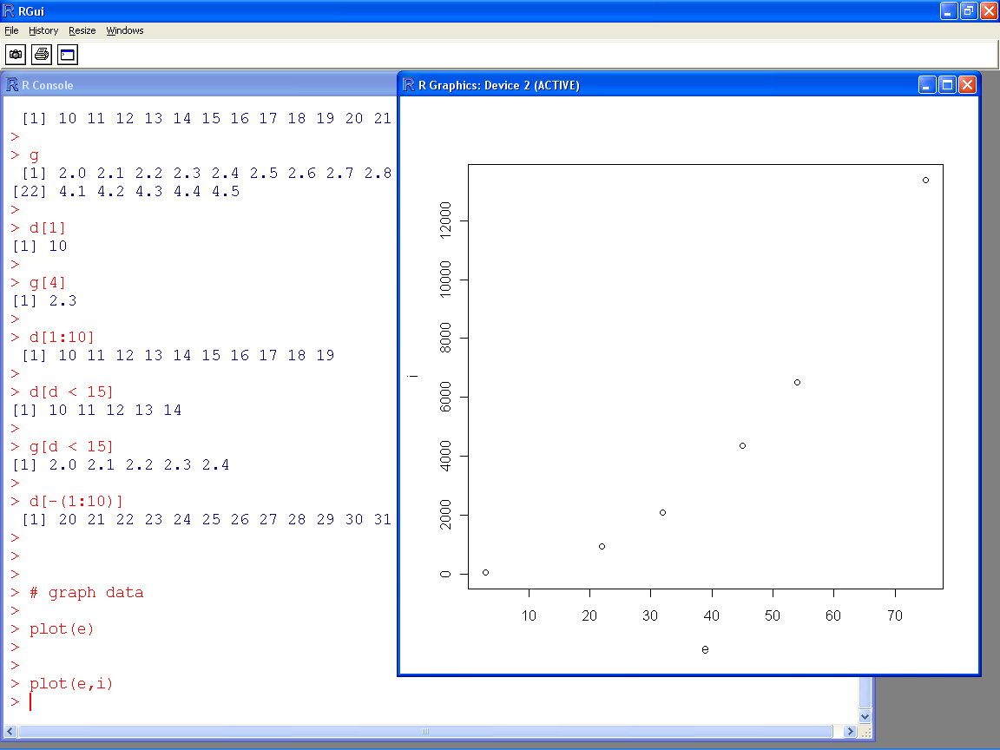 RGui
File History Resize Windows
R Console
[1] 10 11 12 13 14 15 16 17 18 19 20 21
>
> g
[1] 2.0 2.1 2.2 2.3 2.4 2.5 2.6 2.7 2.8
[22] 4.1 4.2 4.3 4.4 4.5
>
> d[1]
[1] 10
>
> g[4]
[1] 2.3
>
> d[1:10]
[1] 10 11 12 13 14 15 16 17 18 19
>
> d[d < 15]
[1] 10 11 12 13 14
>
> g[d < 15]
[1] 2.0 2.1 2.2 2.3 2.4
>
> d[-(1:10)]
[1] 20 21 22 23 24 25 26 27 28 29 30 31
>
>
>
> # graph data
>
> plot(e)
>
>
> plot(e,i)
>
R Graphics: Device 2 (ACTIVE)
12000
10000
8000
6000
4000
2000
0
i
10 20 30 40 50 60 70
e